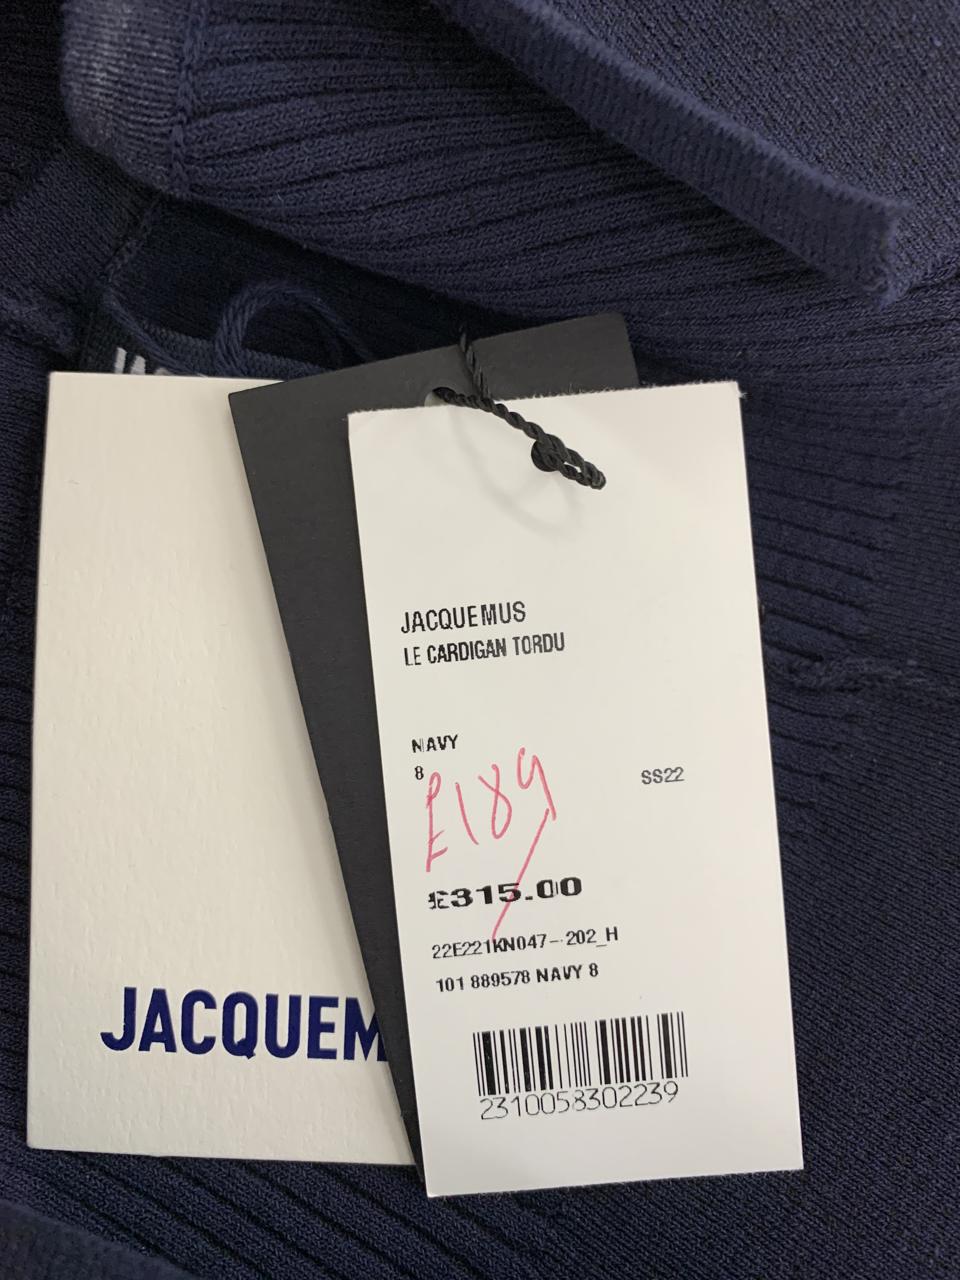 JACQUEM
JACQUEMUS
LE CARDIGAN TORDU
NAVY
8
SS22
£189
£315.00
22E221KN047-202_H
101 889578 NAVY 8
2310058302239